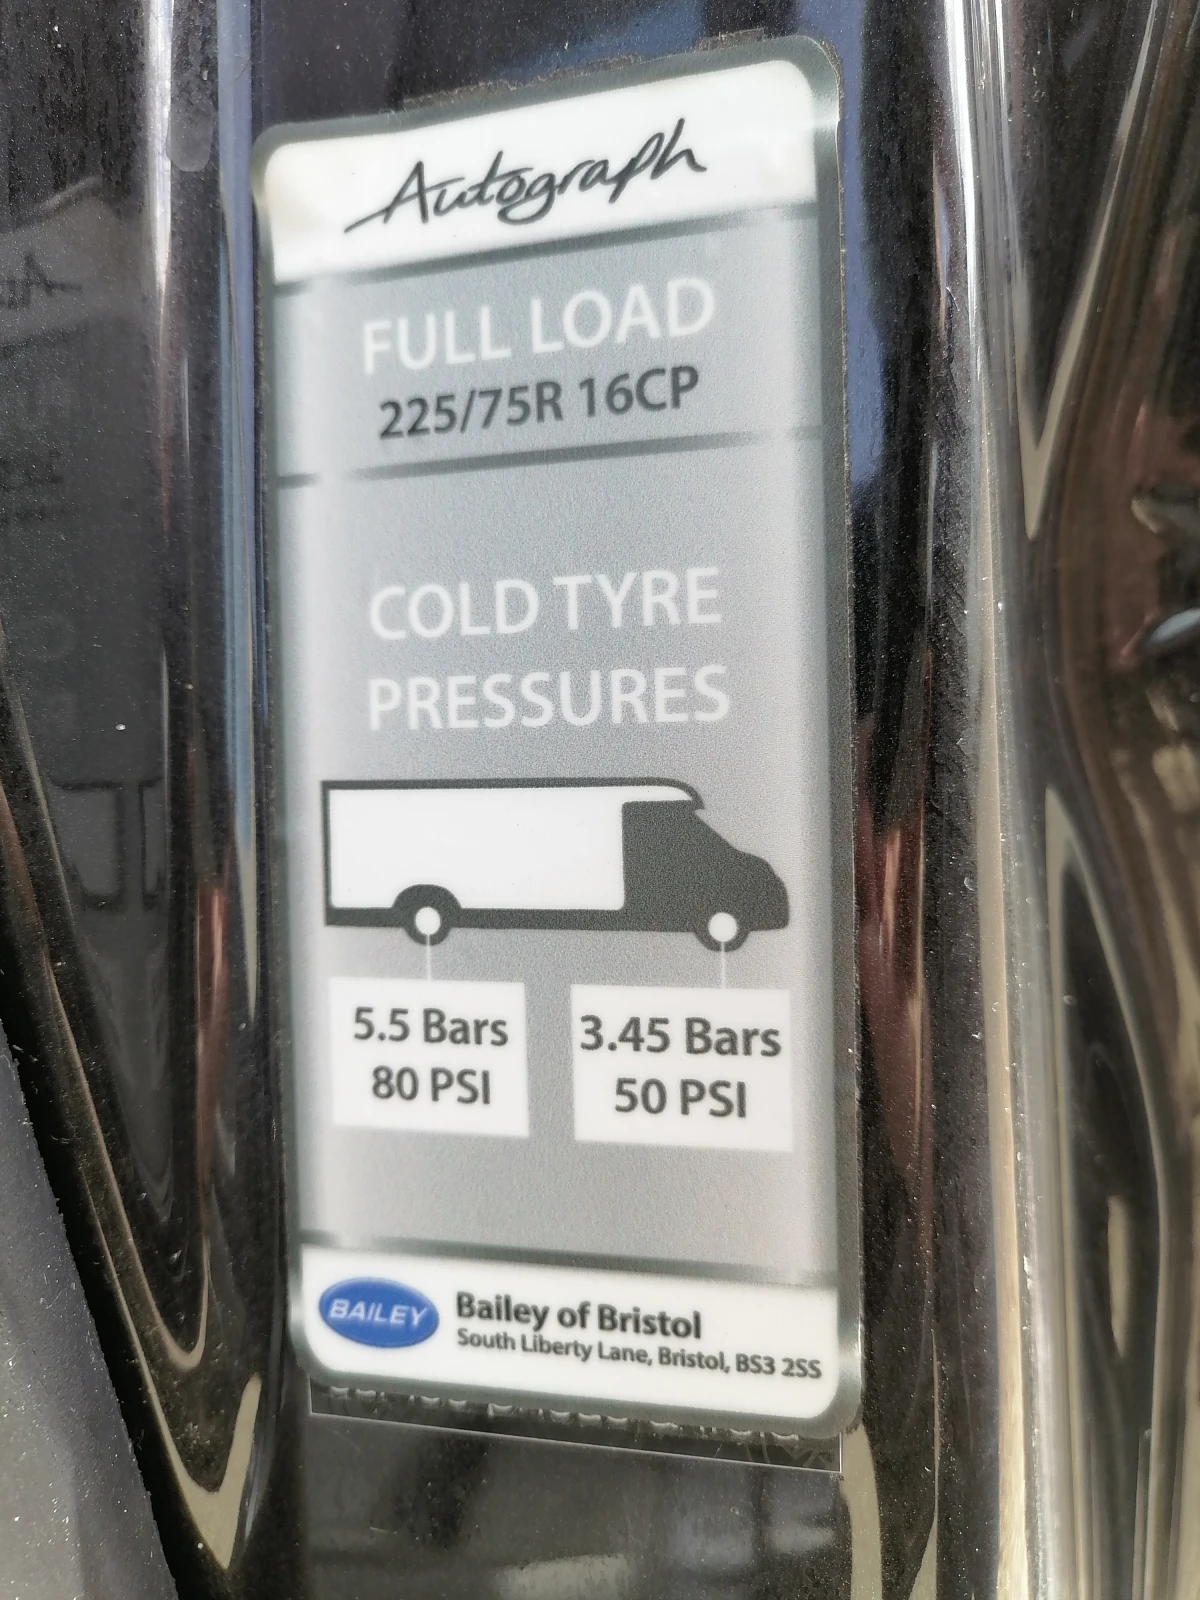 Autograph
FULL LOAD
225/75R 16CP
COLD TYRE
PRESSURES
5.5 Bars
80 PSI
3.45 Bars
50 PSI
BAILEY
Bailey of Bristol
South Liberty Lane, Bristol, BS3 2SS